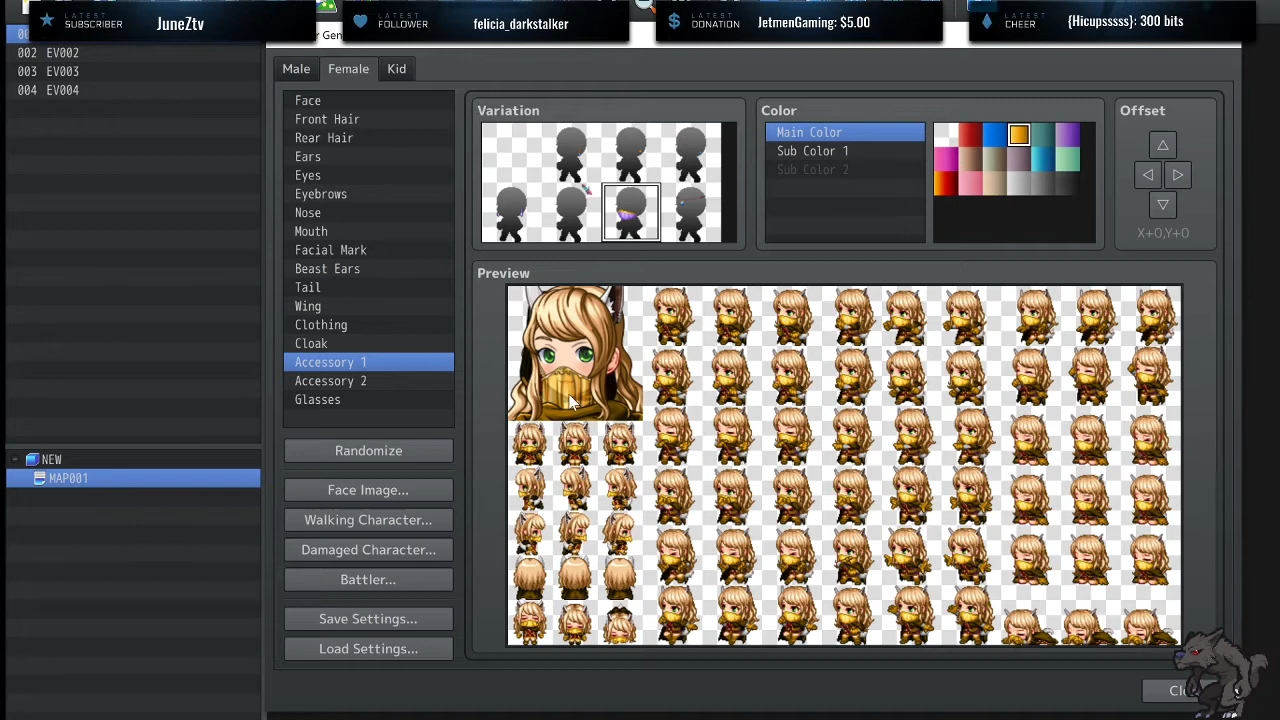 LATEST
SUBSCRIBER
JuneZtv
LATEST
FOLLOWER
felicia_darkstalker
LATEST
DONATION
JetmenGaming: $5.00
LATEST
CHEER
{Hicupsssss}: 300 bits
002 EV002
003 EV003
004 EV004
NEW
MAP001
Male
Female
Kid
Face
Front Hair
Rear Hair
Ears
Eyes
Eyebrows
Nose
Mouth
Facial Mark
Beast Ears
Tail
Wing
Clothing
Cloak
Accessory 1
Accessory 2
Glasses
Randomize
Face Image...
Walking Character...
Damaged Character...
Battler...
Save Settings...
Load Settings...
Variation
Color
Main Color
Sub Color 1
Sub Color 2
Offset
X+0,Y+0
Preview